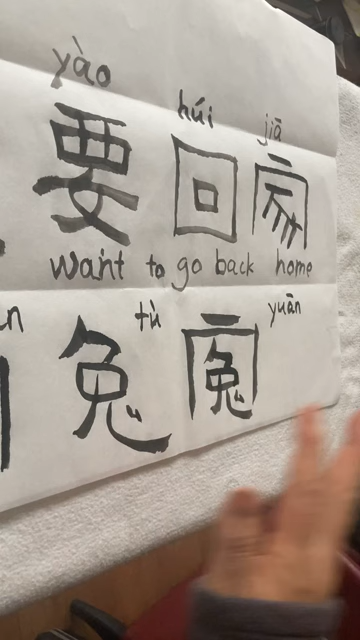 yào húi jiā
要 回 家
want to go back home
tù yuān
兔 冤